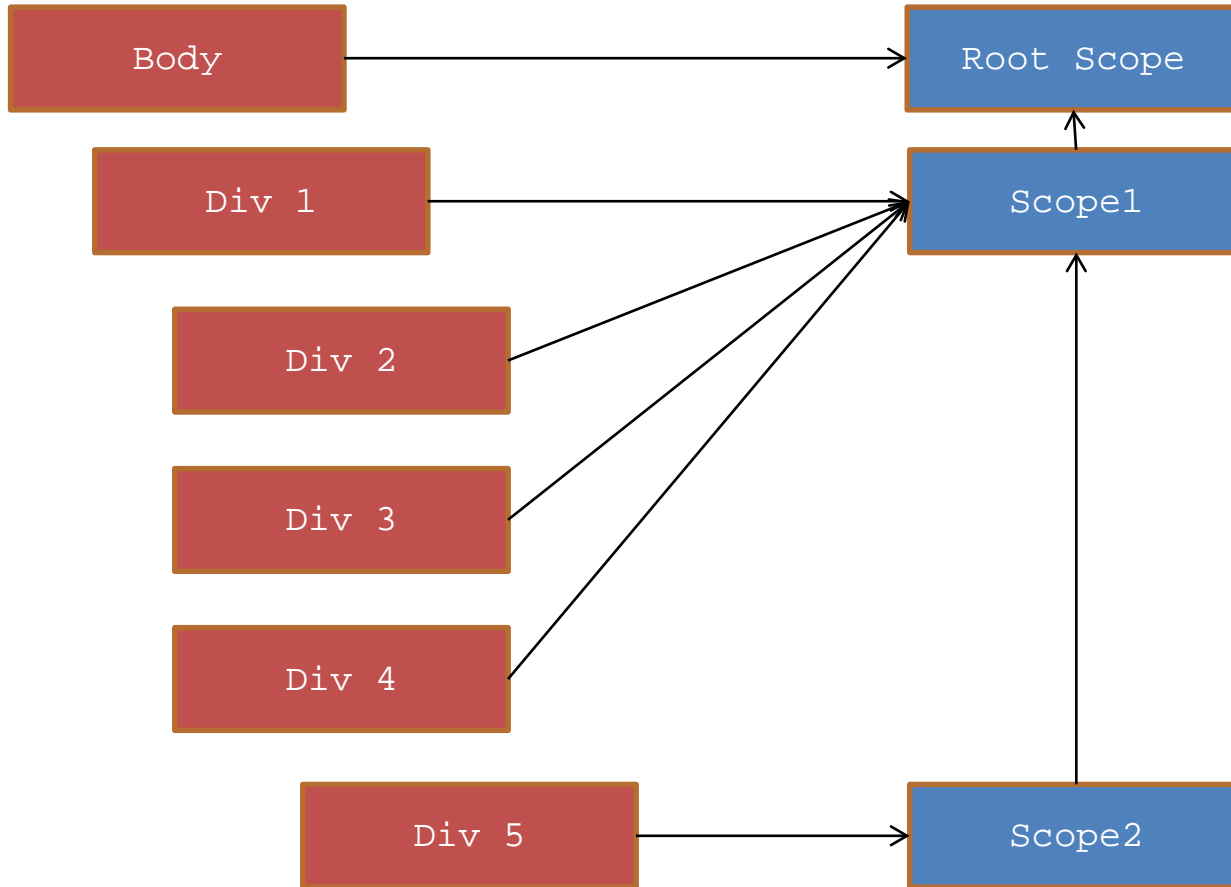 Body
Root Scope
Div 1
Scope1
Div 2
Div 3
Div 4
Div 5
Scope2